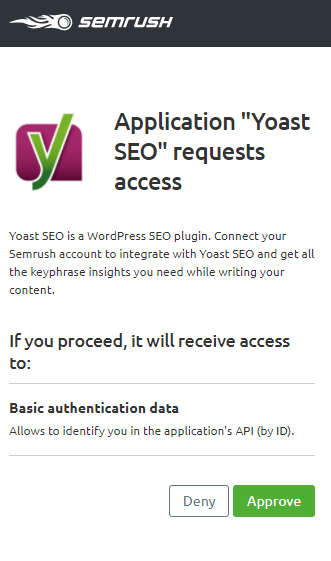 semrush
Application "Yoast
SEO" requests
access
Yoast SEO is a WordPress SEO plugin. Connect your
Semrush account to integrate with Yoast SEO and get all
the keyphrase insights you need while writing your
content.
If you proceed, it will receive access
to:
Basic authentication data
Allows to identify you in the application's API (by ID).
Deny Approve